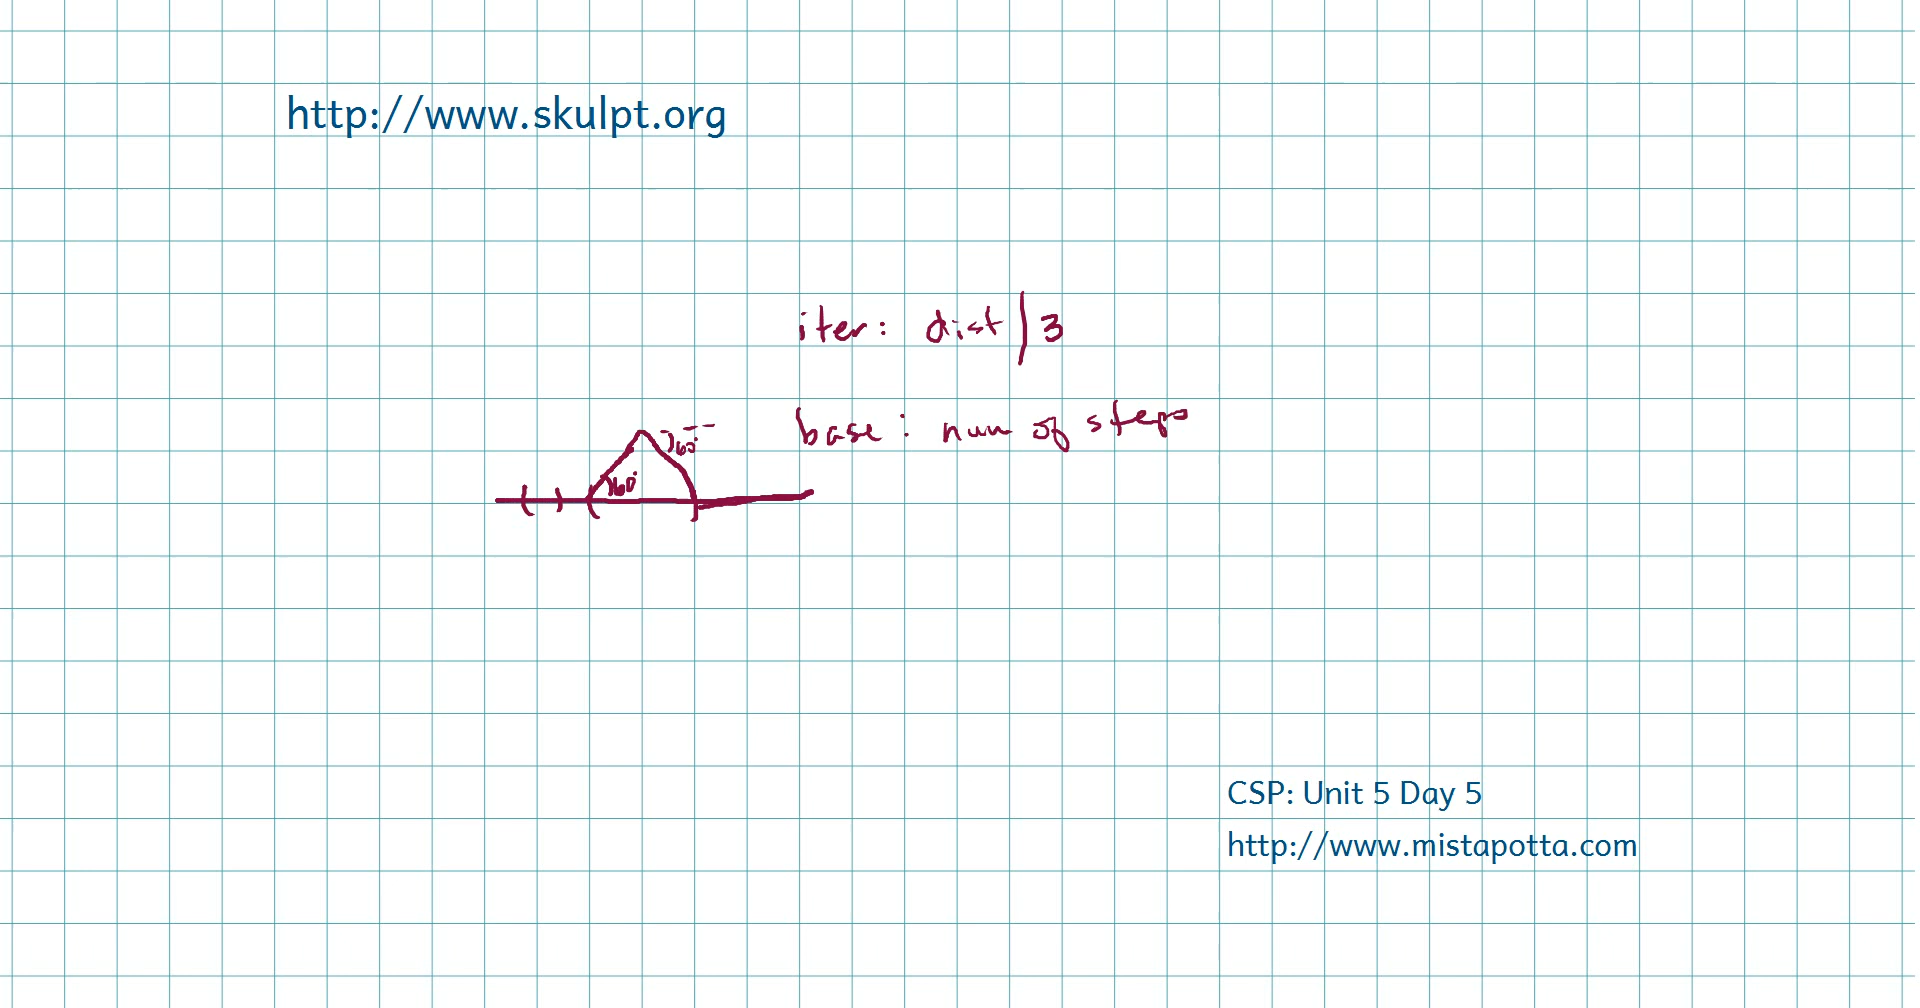 http://www.skulpt.org
iter: dist | 3
base: num of steps
60°
60°
CSP: Unit 5 Day 5
http://www.mistapotta.com